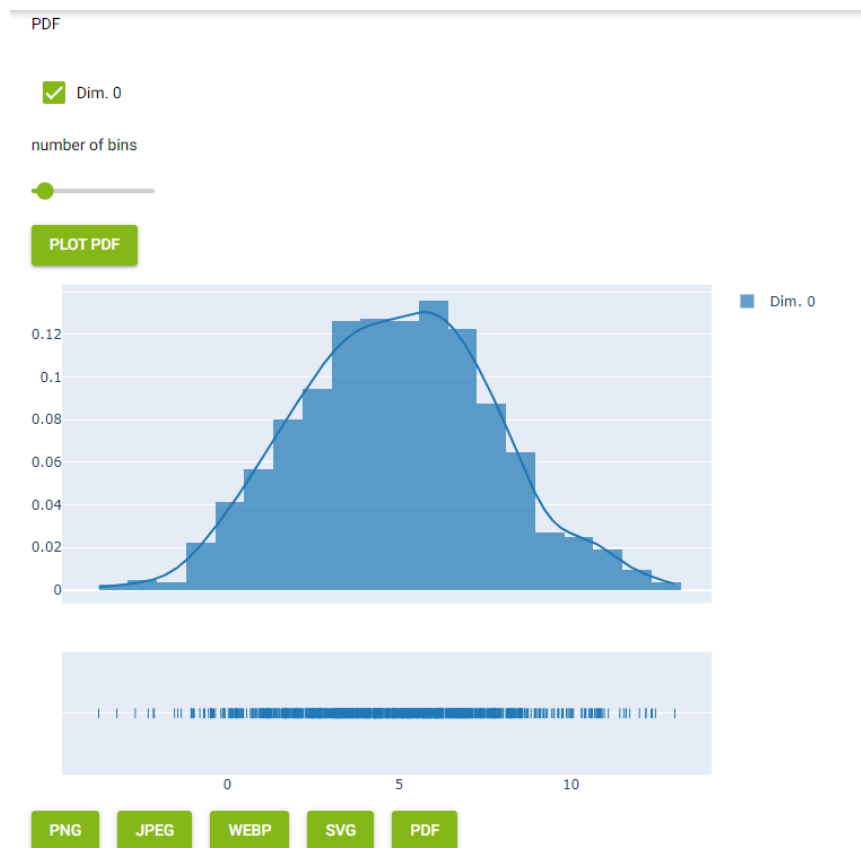 PDF
Dim. 0
number of bins
PLOT PDF
Dim. 0
0.12
0.1
0.08
0.06
0.04
0.02
0
0 5 10
PNG JPEG WEBP SVG PDF